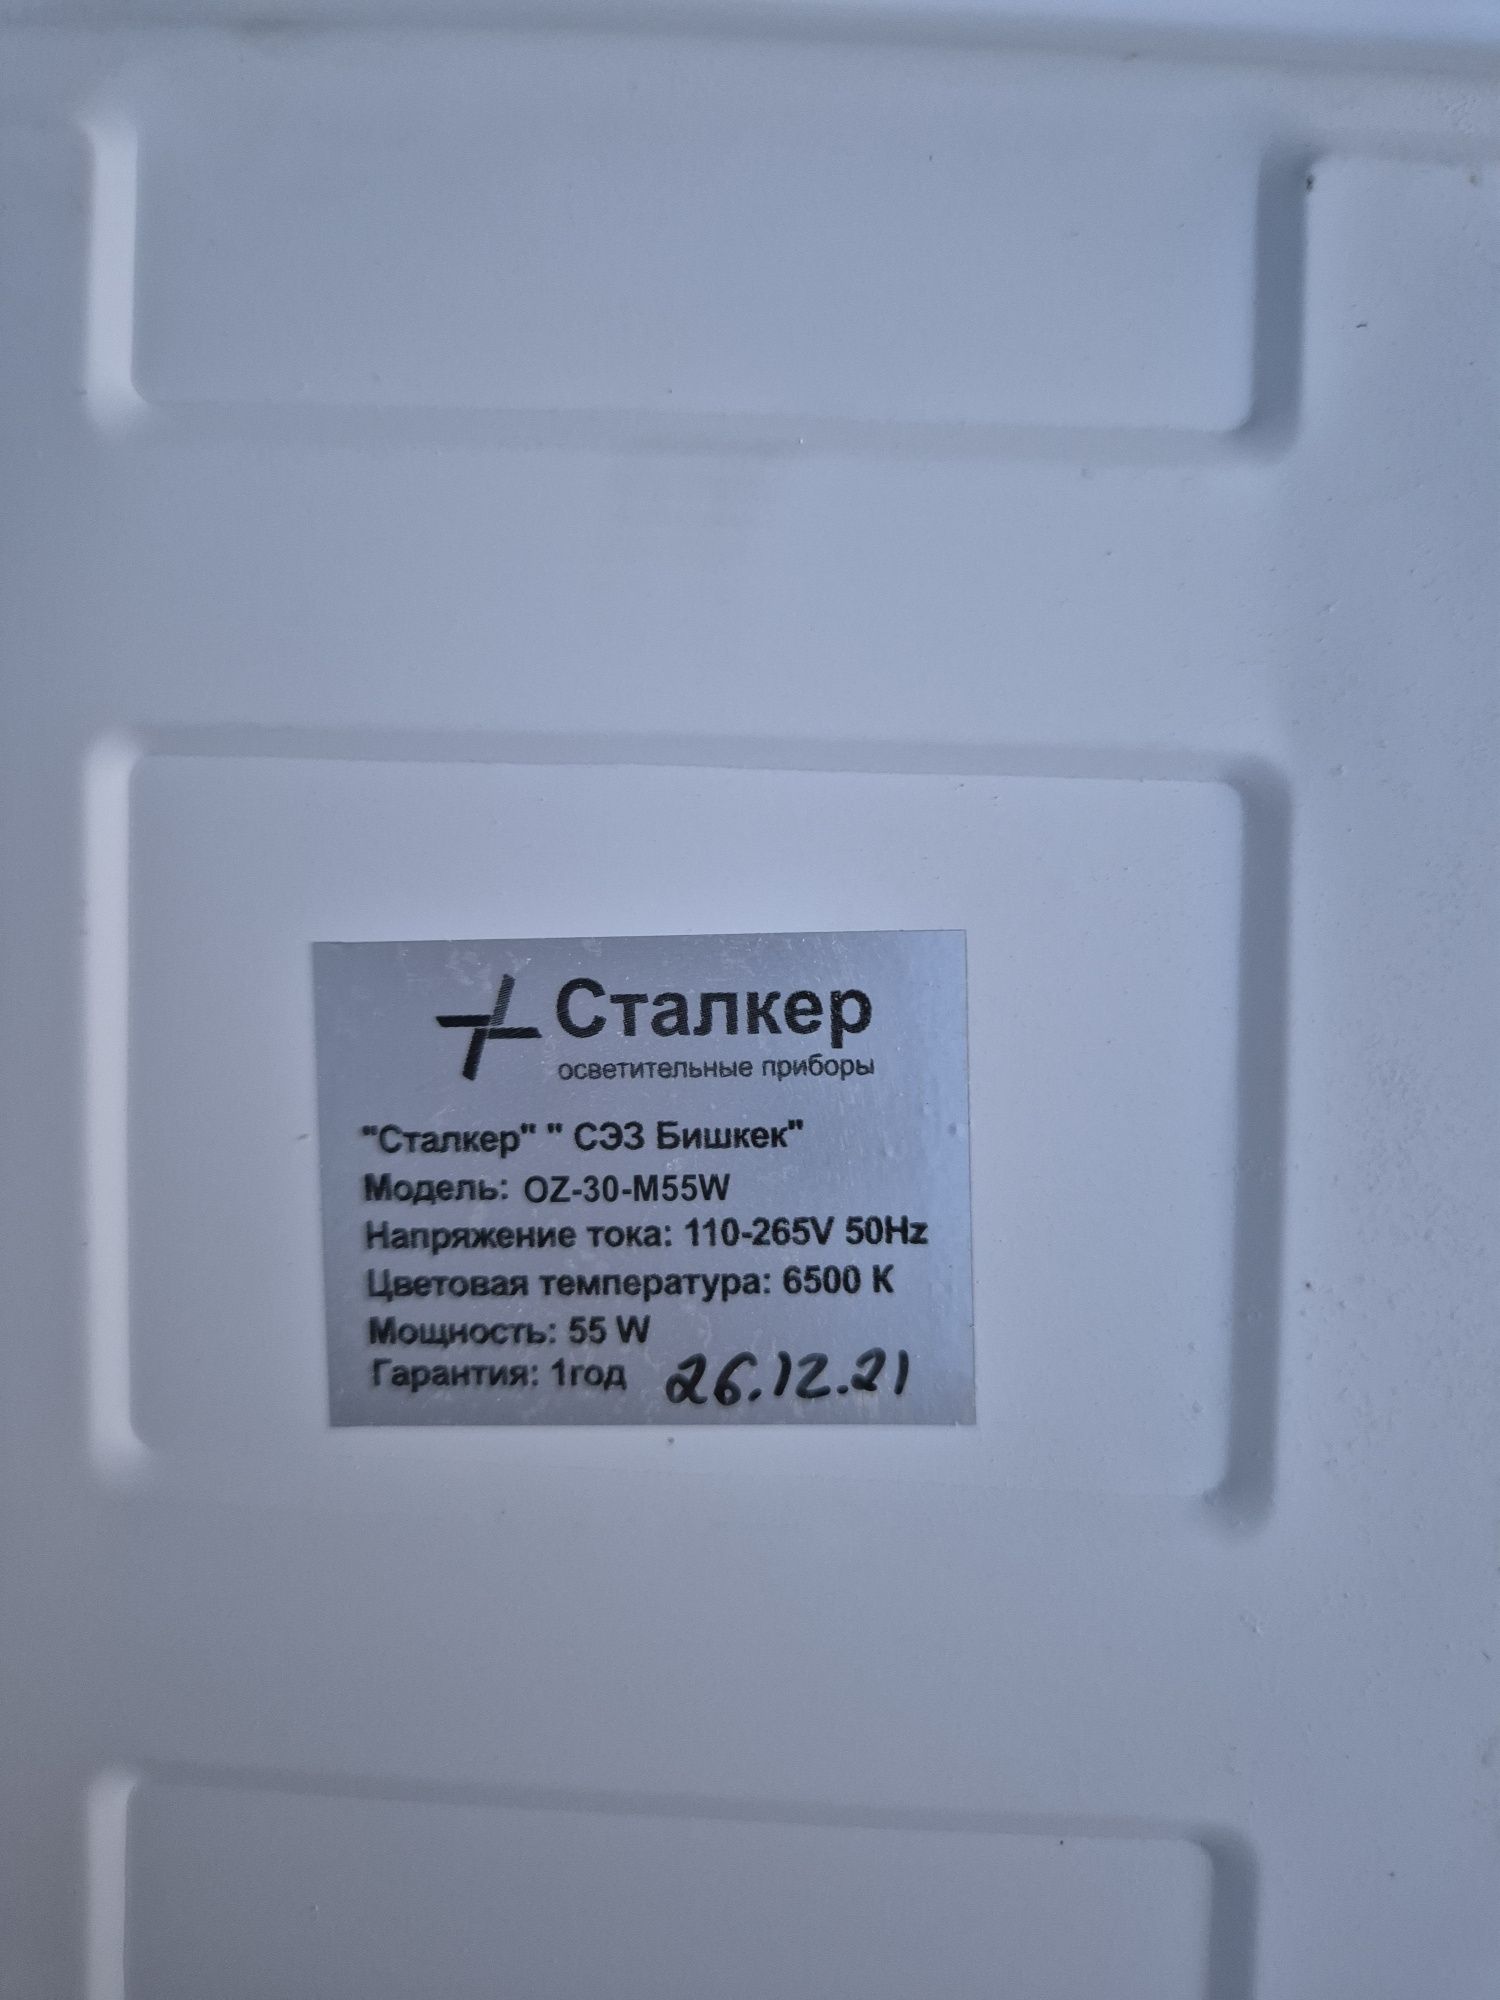 Сталкер
осветительные приборы
"Сталкер" " СЭЗ Бишкек"
Модель: OZ-30-M55W
Напряжение тока: 110-265V 50Hz
Цветовая температура: 6500 К
Мощность: 55 W
Гарантия: 1год 26.12.21